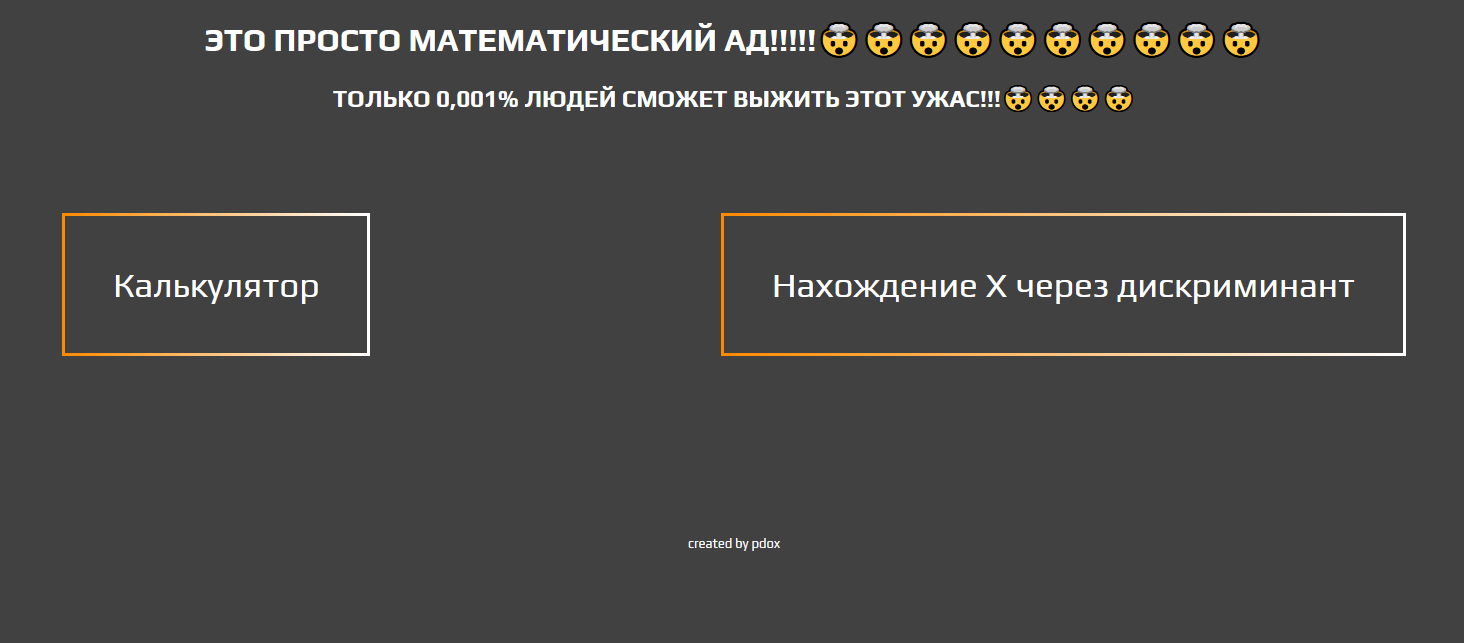 ЭТО ПРОСТО МАТЕМАТИЧЕСКИЙ АД!!!!!🤯🤯🤯🤯🤯🤯🤯🤯🤯🤯
ТОЛЬКО 0,001% ЛЮДЕЙ СМОЖЕТ ВЫЖИТЬ ЭТОТ УЖАС!!!🤯🤯🤯🤯
Калькулятор
Нахождение X через дискриминант
created by pdox